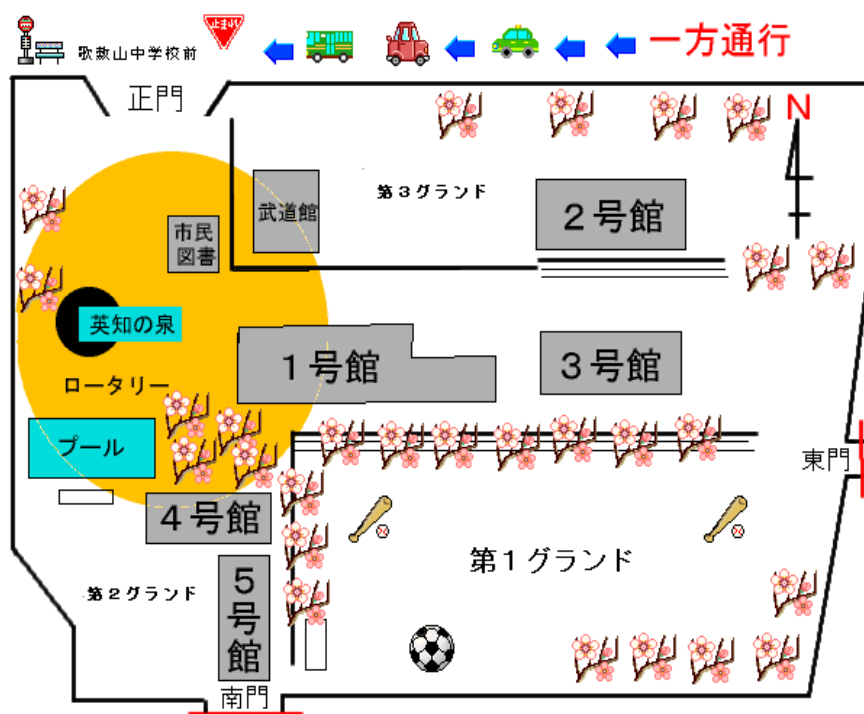 止まれ
歌敷山中学校前
一方通行
正門
N
武道館
第3グランド
2号館
市民
図書
英知の泉
1号館
3号館
ロータリー
プール
東門
4号館
第1グランド
第2グランド
5号館
南門